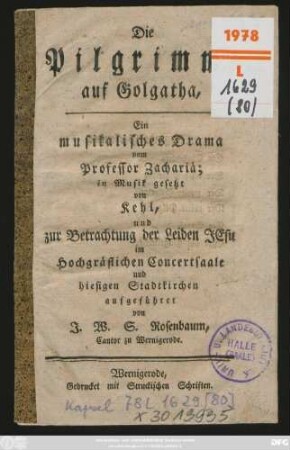 Die
Pilgrimm
auf Golgatha,
1978
L
1629
(80)
Ein
musikalisches Drama
vom
Professor Zachariä;
in Musik gesetzt
von
Kehl,
und
zur Betrachtung der Leiden JEsu
im
Hochgräflichen Concertsaale
und
hiesigen Stadtkirchen
aufgeführet
von
J. W. S. Rosenbaum,
Cantor zu Wernigerode.
HALLE
(SAALE)
Wernigerode,
Gedruckt mit Struckischen Schriften.
Kapsel 78 L 1629 [80]
X 3013935